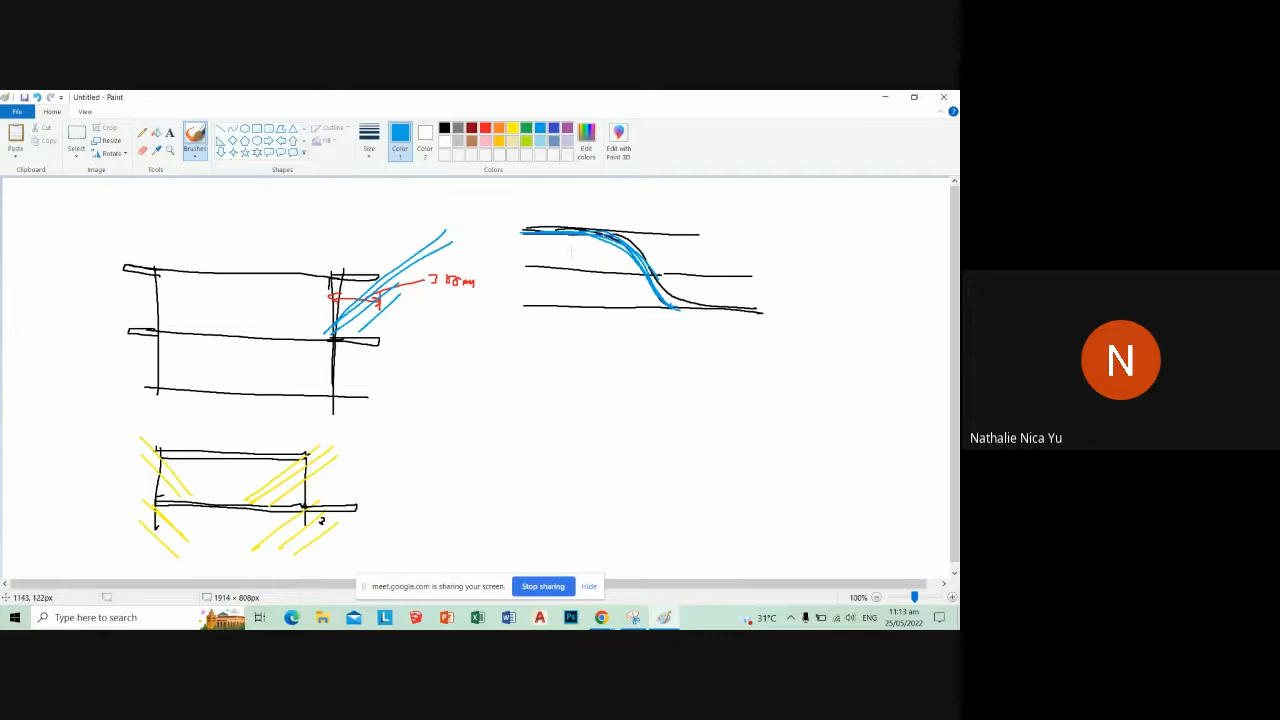 Untitled - Paint
File Home View
Cut
Copy
Paste
Clipboard
Crop
Resize
Rotate
Select
Image
Tools
Brushes
Outline
Fill
Shapes
Size
Color 1
Color 2
Edit colors
Edit with Paint 3D
Colors
meet.google.com is sharing your screen. Stop sharing Hide
1143, 122px
1914 × 808px
100%
Type here to search
31°C
ENG
11:13 am
25/05/2022
N
Nathalie Nica Yu